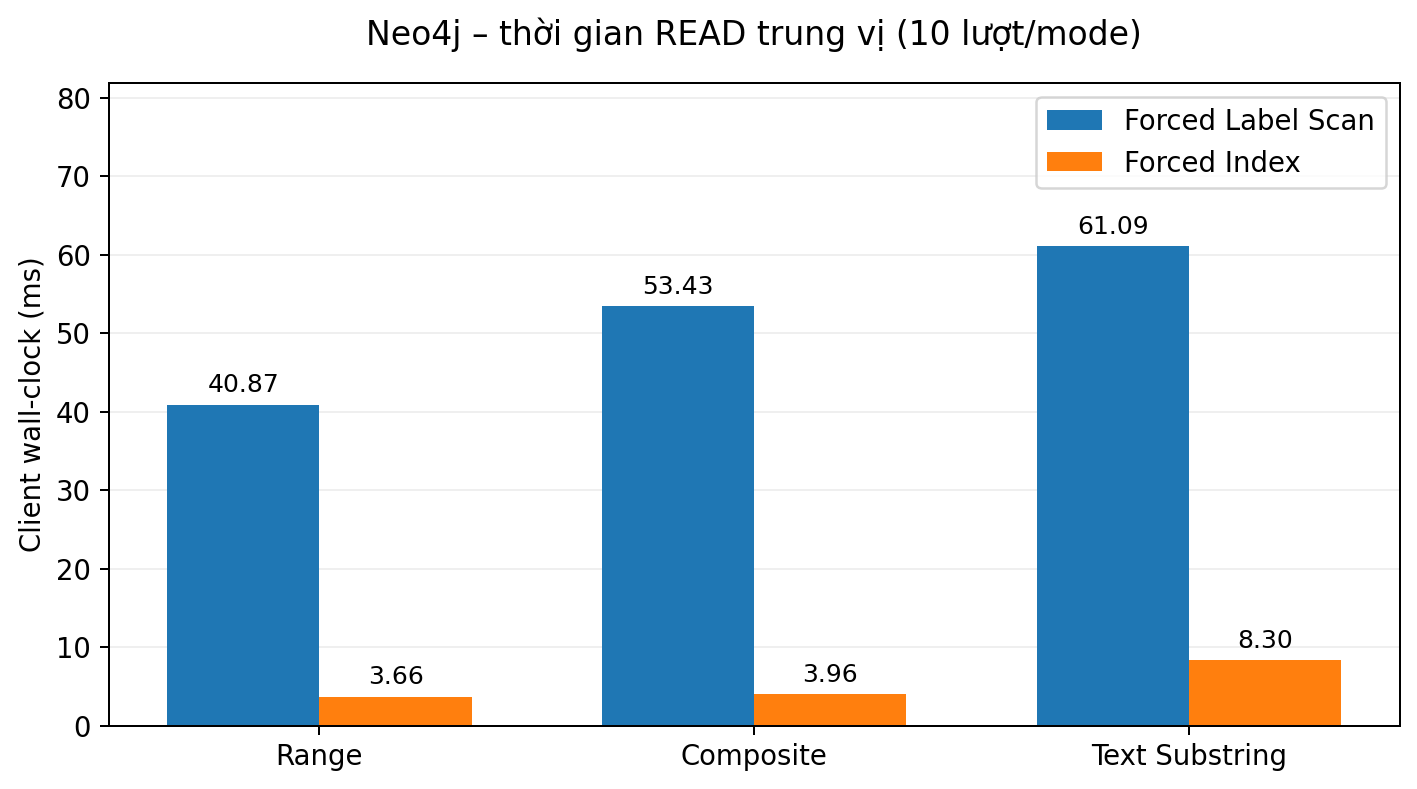 Neo4j – thời gian READ trung vị (10 lượt/mode)
Client wall-clock (ms)
80
70
60
50
40
30
20
10
0
Forced Label Scan
Forced Index
40.87
3.66
53.43
3.96
61.09
8.30
Range
Composite
Text Substring